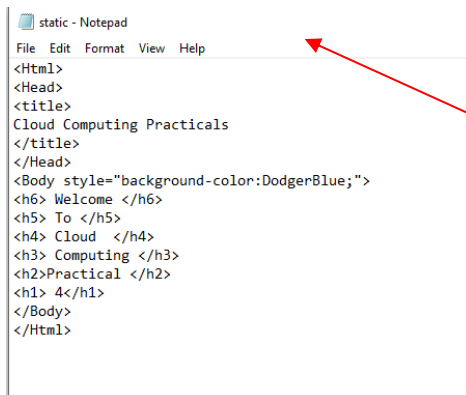 static - Notepad
File Edit Format View Help
<Html>
<Head>
<title>
Cloud Computing Practicals
</title>
</Head>
<Body style="background-color:DodgerBlue;">
<h6> Welcome </h6>
<h5> To </h5>
<h4> Cloud  </h4>
<h3> Computing </h3>
<h2>Practical </h2>
<h1> 4</h1>
</Body>
</Html>